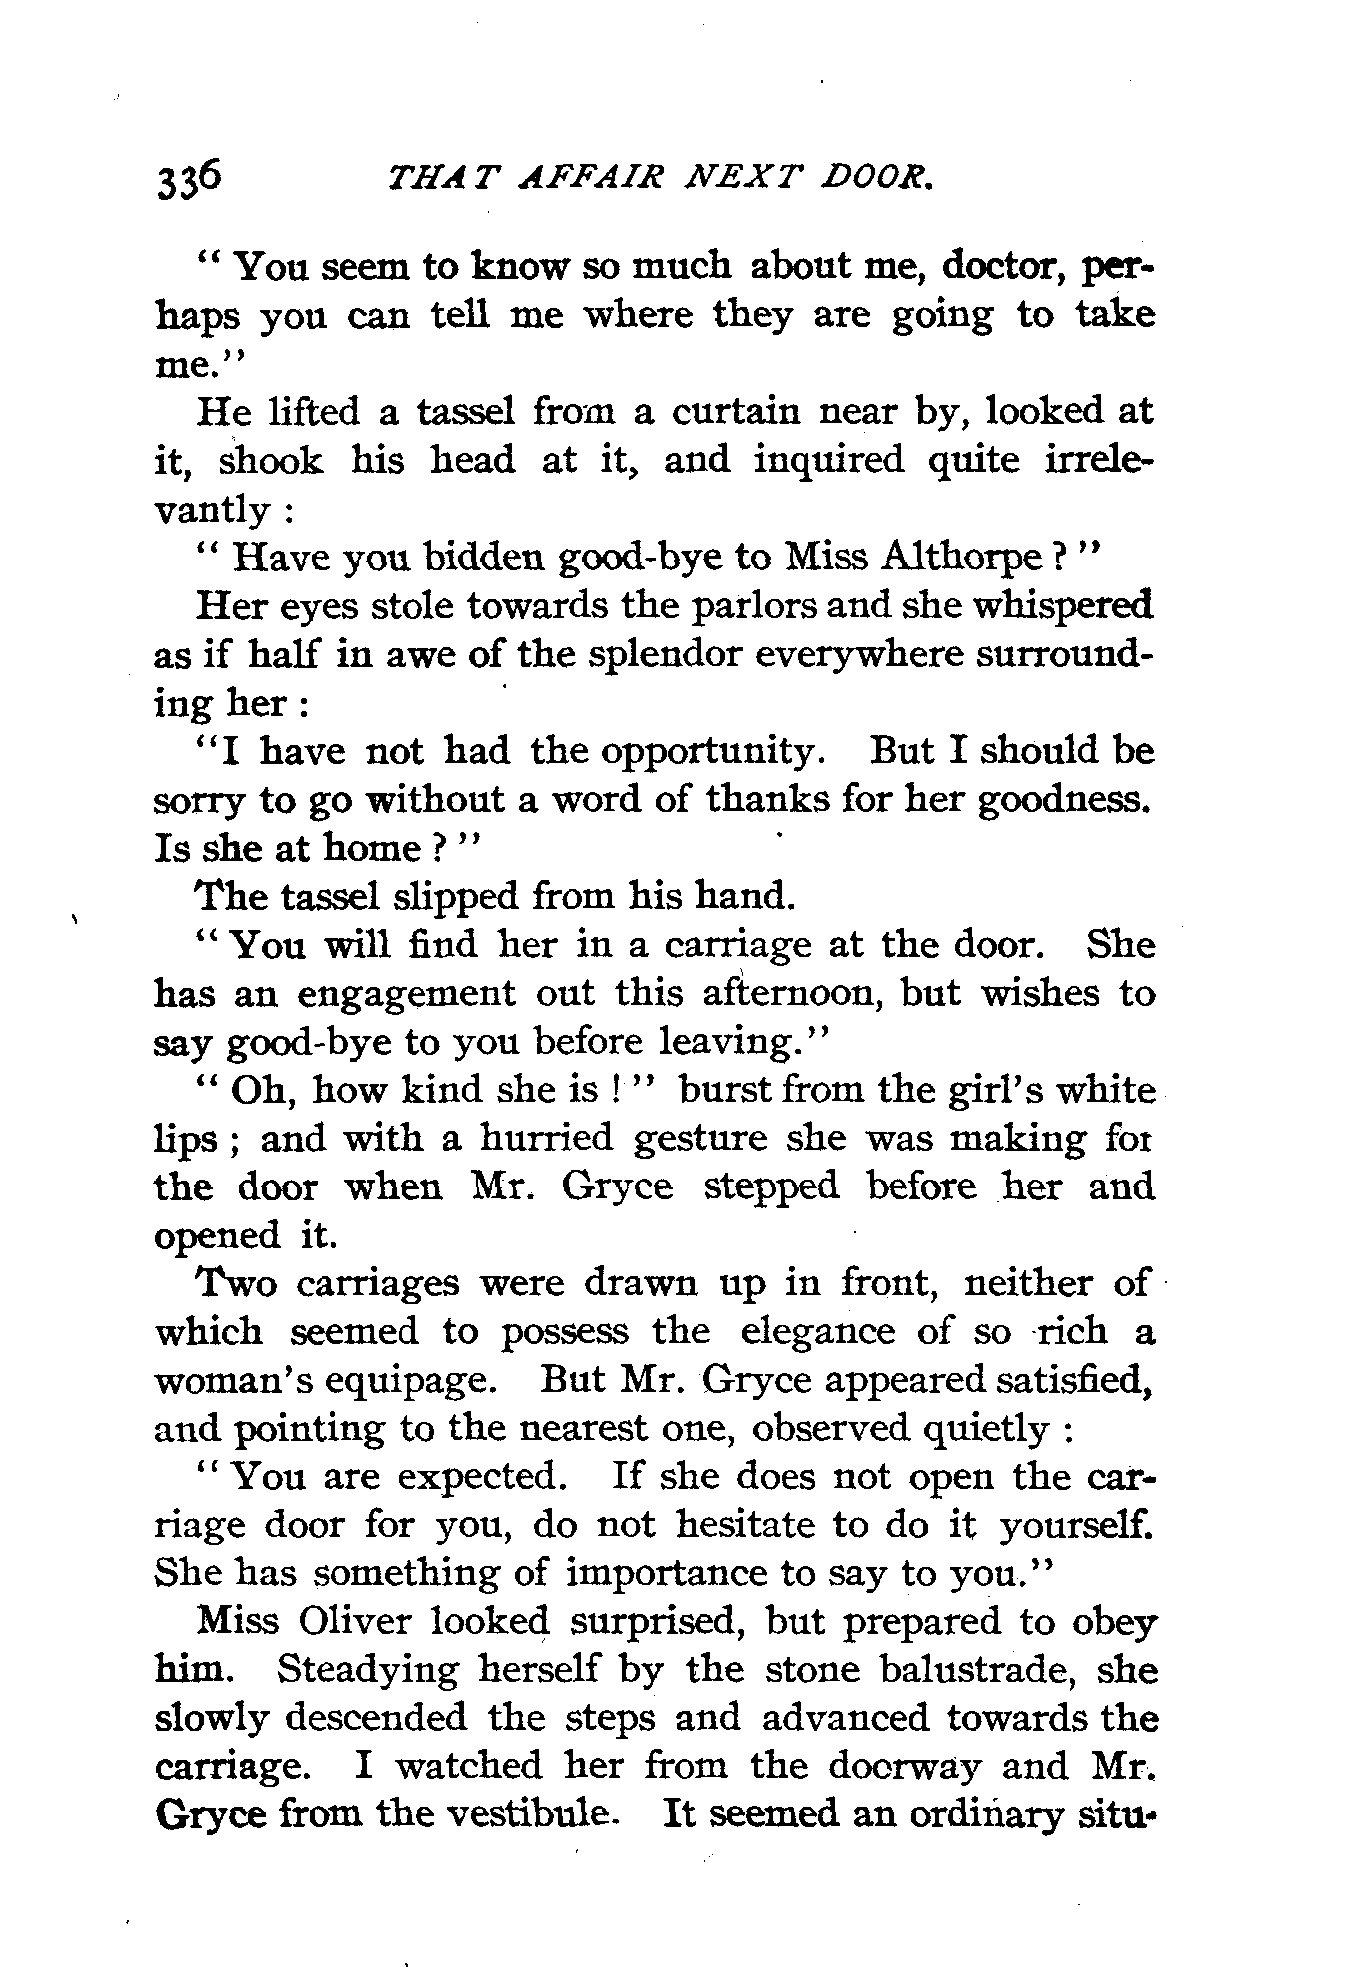 336 THAT AFFAIR NEXT DOOR.
“ You seem to know so much about me, doctor, per-
haps you can tell me where they are going to take
me.”
He lifted a tassel from a curtain near by, looked at
it, shook his head at it, and inquired quite irrele-
vantly :
“ Have you bidden good-bye to Miss Althorpe ? ”
Her eyes stole towards the parlors and she whispered
as if half in awe of the splendor everywhere surround-
ing her :
“I have not had the opportunity. But I should be
sorry to go without a word of thanks for her goodness.
Is she at home ? ”
The tassel slipped from his hand.
“ You will find her in a carriage at the door. She
has an engagement out this afternoon, but wishes to
say good-bye to you before leaving.”
“ Oh, how kind she is ! ” burst from the girl’s white
lips ; and with a hurried gesture she was making for
the door when Mr. Gryce stepped before her and
opened it.
Two carriages were drawn up in front, neither of
which seemed to possess the elegance of so rich a
woman’s equipage. But Mr. Gryce appeared satisfied,
and pointing to the nearest one, observed quietly :
“ You are expected. If she does not open the car-
riage door for you, do not hesitate to do it yourself.
She has something of importance to say to you.”
Miss Oliver looked surprised, but prepared to obey
him. Steadying herself by the stone balustrade, she
slowly descended the steps and advanced towards the
carriage. I watched her from the doorway and Mr.
Gryce from the vestibule. It seemed an ordinary situ-